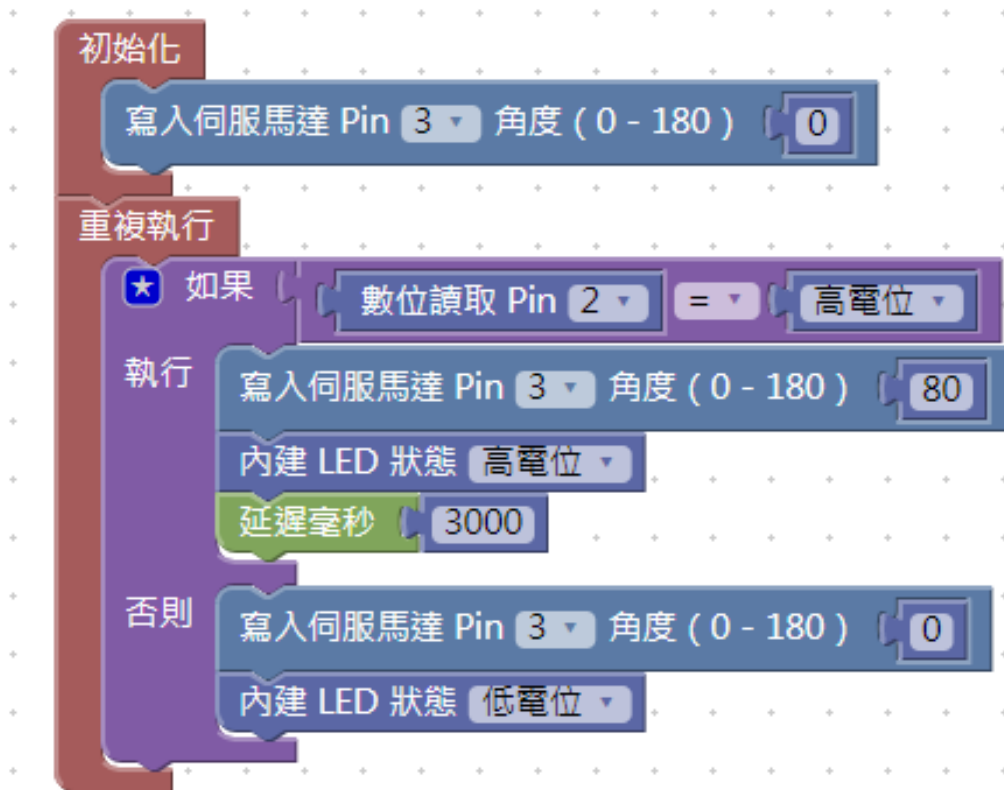 初始化
寫入伺服馬達 Pin 3 角度 ( 0 - 180 ) 0
重複執行
如果 數位讀取 Pin 2 = 高電位
執行 寫入伺服馬達 Pin 3 角度 ( 0 - 180 ) 80
內建 LED 狀態 高電位
延遲毫秒 3000
否則 寫入伺服馬達 Pin 3 角度 ( 0 - 180 ) 0
內建 LED 狀態 低電位